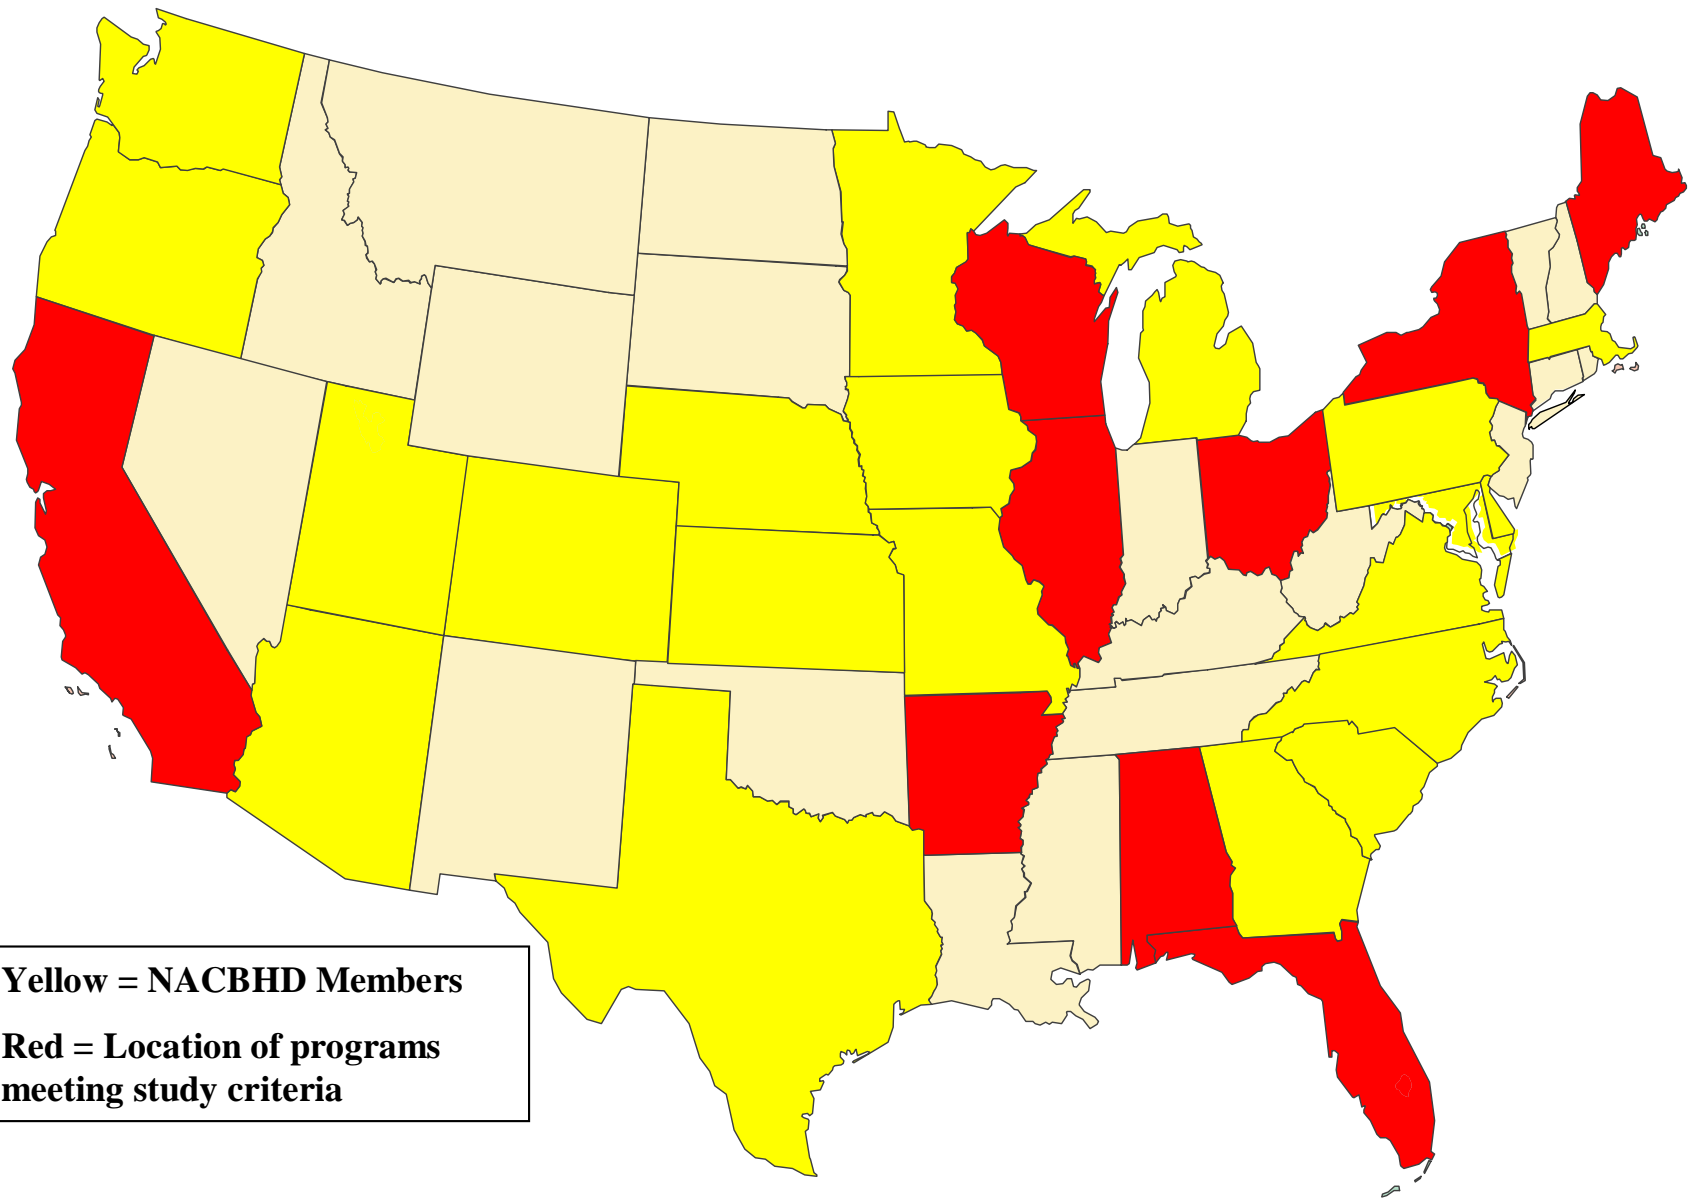 Yellow = NACBHD Members
Red = Location of programs
meeting study criteria